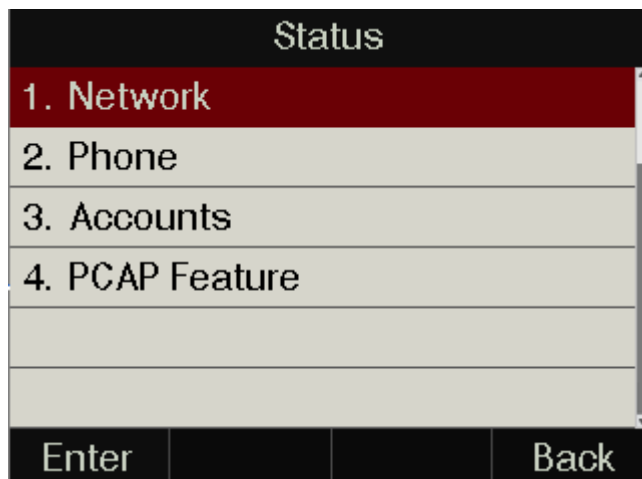 Status
1. Network
2. Phone
3. Accounts
4. PCAP Feature
Enter Back